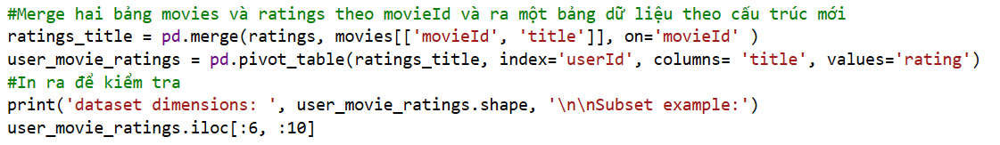 #Merge hai bảng movies và ratings theo movieId và ra một bảng dữ liệu theo cấu trúc mới
ratings_title = pd.merge(ratings, movies[['movieId', 'title']], on='movieId' )
user_movie_ratings = pd.pivot_table(ratings_title, index='userId', columns= 'title', values='rating')
#In ra để kiểm tra
print('dataset dimensions: ', user_movie_ratings.shape, '\n\nSubset example:')
user_movie_ratings.iloc[:6, :10]